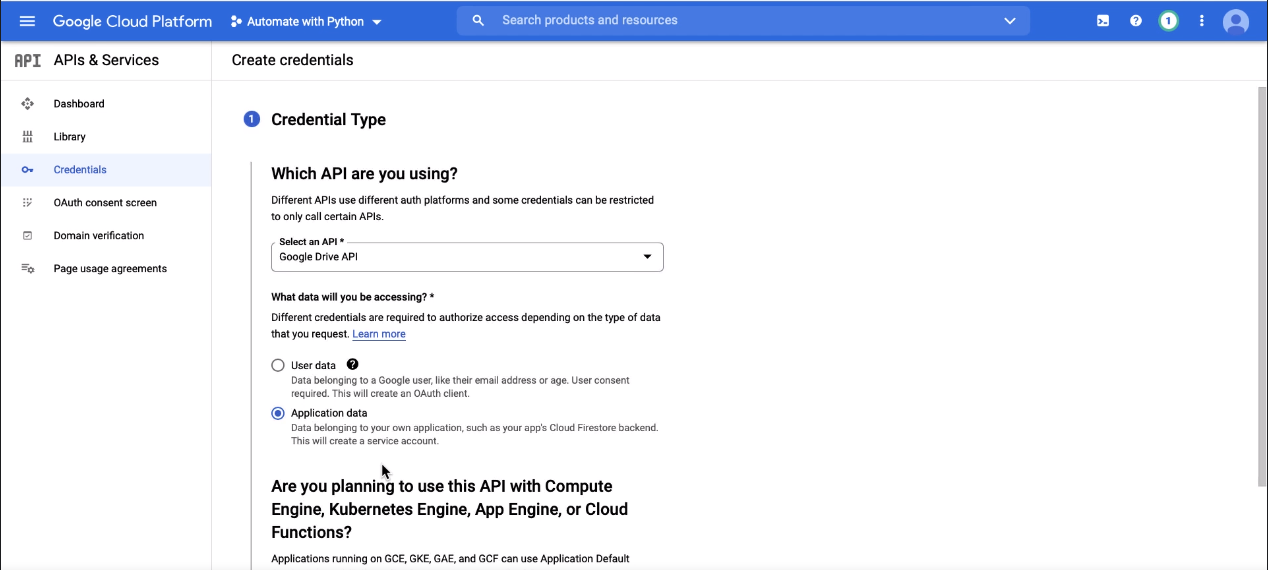 Google Cloud Platform
Automate with Python
Search products and resources
1
API APIs & Services
Create credentials
Dashboard
Library
Credentials
OAuth consent screen
Domain verification
Page usage agreements
1 Credential Type
Which API are you using?
Different APIs use different auth platforms and some credentials can be restricted
to only call certain APIs.
Select an API *
Google Drive API
What data will you be accessing? *
Different credentials are required to authorize access depending on the type of data
that you request. Learn more
User data ?
Data belonging to a Google user, like their email address or age. User consent
required. This will create an OAuth client.
Application data
Data belonging to your own application, such as your app's Cloud Firestore backend.
This will create a service account.
Are you planning to use this API with Compute
Engine, Kubernetes Engine, App Engine, or Cloud
Functions?
Applications running on GCE, GKE, GAE, and GCF can use Application Default